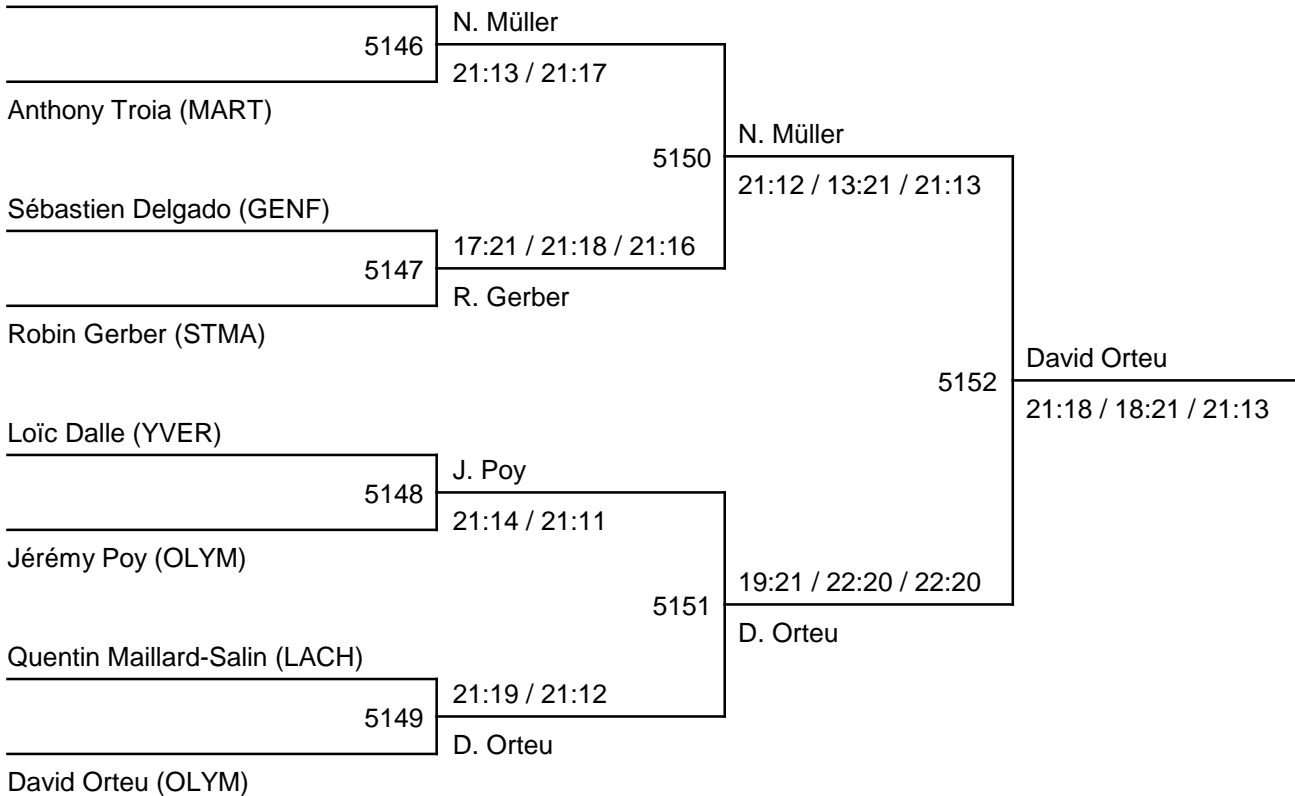 N. Müller
5146
21:13 / 21:17
Anthony Troia (MART)
N. Müller
5150
21:12 / 13:21 / 21:13
Sébastien Delgado (GENF)
17:21 / 21:18 / 21:16
5147
R. Gerber
Robin Gerber (STMA)
David Orteu
5152
21:18 / 18:21 / 21:13
Loïc Dalle (YVER)
J. Poy
5148
21:14 / 21:11
Jérémy Poy (OLYM)
19:21 / 22:20 / 22:20
5151
D. Orteu
Quentin Maillard-Salin (LACH)
21:19 / 21:12
5149
D. Orteu
David Orteu (OLYM)